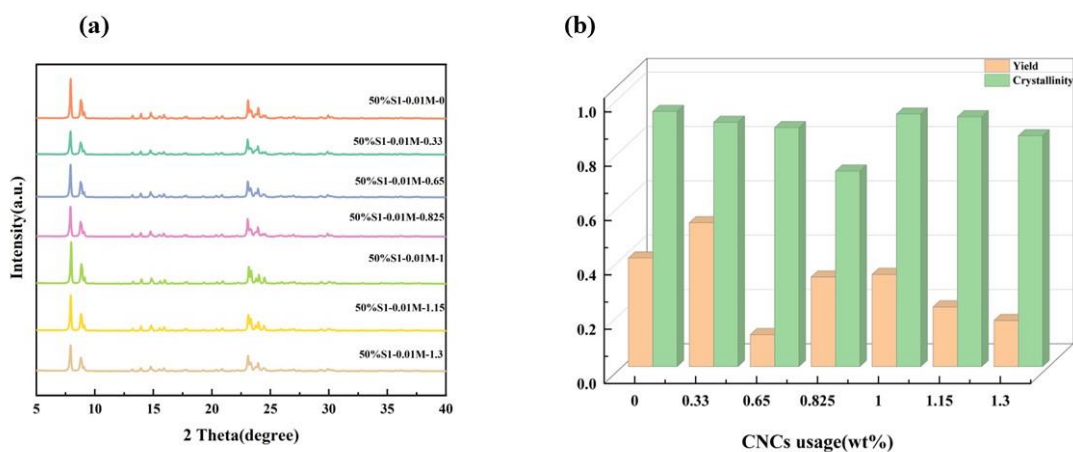 (a)
50%S1-0.01M-0
50%S1-0.01M-0.33
50%S1-0.01M-0.65
50%S1-0.01M-0.825
50%S1-0.01M-1
50%S1-0.01M-1.15
50%S1-0.01M-1.3
Intensity(a.u.)
5 10 15 20 25 30 35 40
2 Theta(degree)
(b)
Yield
Crystallinity
1.0
0.8
0.6
0.4
0.2
0.0
0 0.33 0.65 0.825 1 1.15 1.3
CNCs usage(wt%)